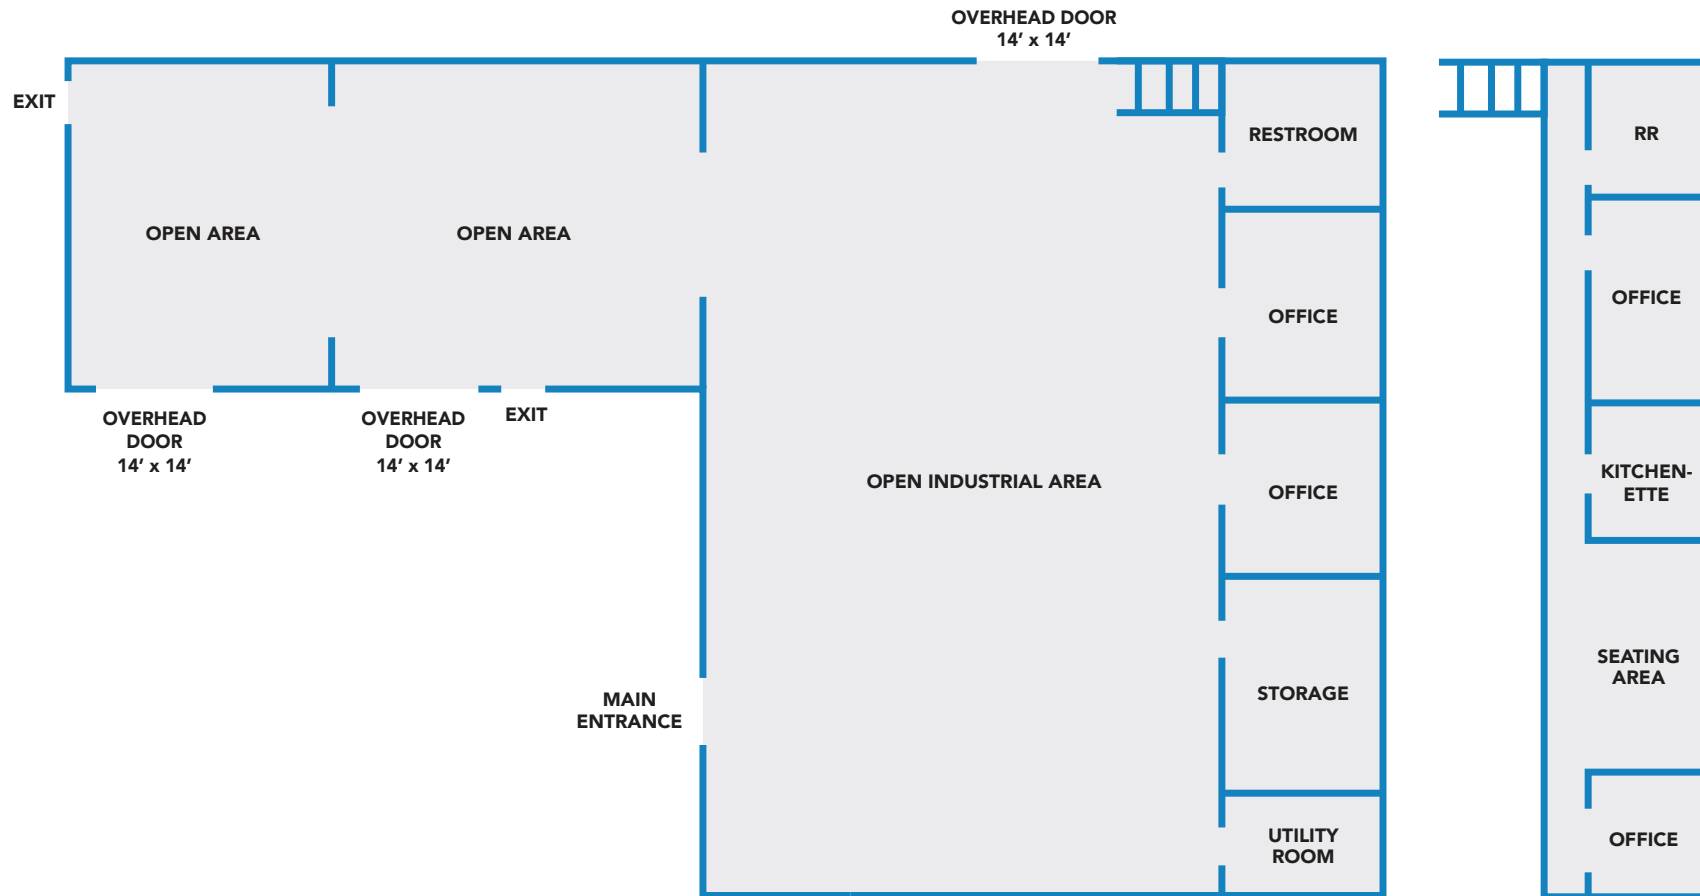 OVERHEAD DOOR
14’ x 14’
EXIT
RESTROOM
RR
OPEN AREA
OPEN AREA
OFFICE
OFFICE
OVERHEAD
DOOR
14’ x 14’
OVERHEAD
DOOR
14’ x 14’
EXIT
OPEN INDUSTRIAL AREA
OFFICE
KITCHEN-
ETTE
SEATING
AREA
MAIN
ENTRANCE
STORAGE
UTILITY
ROOM
OFFICE